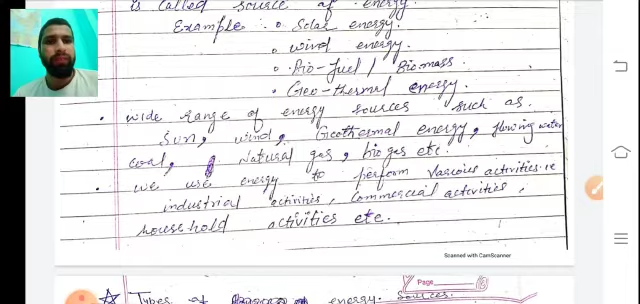 is called source of energy.
Example : ∘ Solar energy
∘ wind energy.
∘ Bio-fuel / Biomass.
∘ Geo-thermal energy.
• wide range of energy sources such as
Sun, wind, Geothermal energy, flowing water
coal, Natural gas, bio gas etc.
• we use energy to perform various activities. ie
industrial activities, Commercial activities,
household activities etc.
Scanned with CamScanner
Page
☆ Types of energy Sources